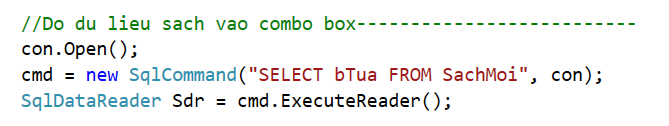 //Do du lieu sach vao combo box--------------------------
con.Open();
cmd = new SqlCommand("SELECT bTua FROM SachMoi", con);
SqlDataReader Sdr = cmd.ExecuteReader();